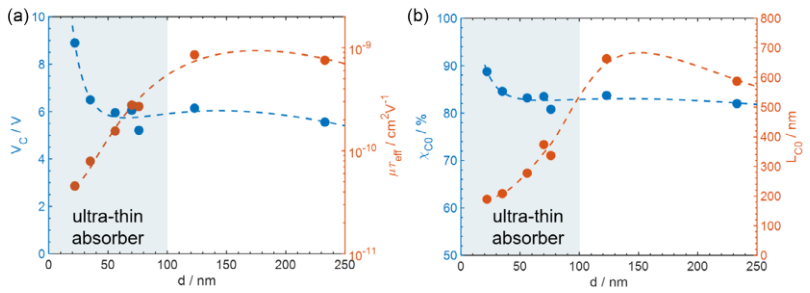 (a)
10
8
6
4
2
0
V_C / V
10^-9
10^-10
10^-11
μτ_eff / cm²V^-1
ultra-thin
absorber
0 50 100 150 200 250
d / nm
(b)
100
90
80
70
60
50
χ_C0 / %
800
700
600
500
400
300
200
100
0
L_C0 / nm
ultra-thin
absorber
0 50 100 150 200 250
d / nm